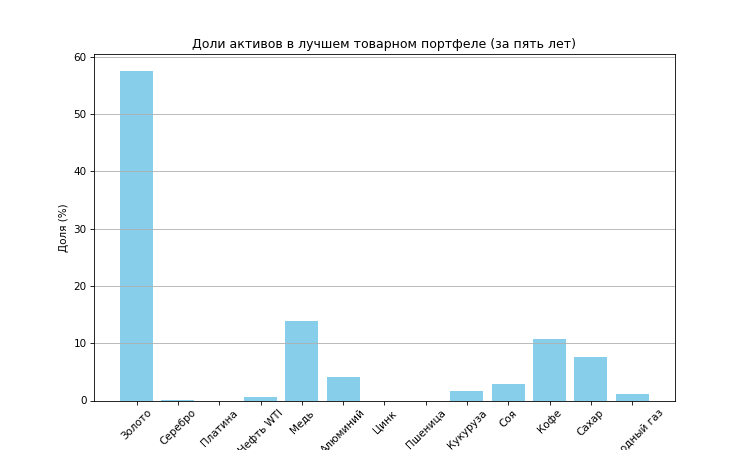 Доли активов в лучшем товарном портфеле (за пять лет)
Доля (%)
60
50
40
30
20
10
0
Золото
Серебро
Платина
Нефть WTI
Медь
Алюминий
Цинк
Пшеница
Кукуруза
Соя
Кофе
Сахар
газ